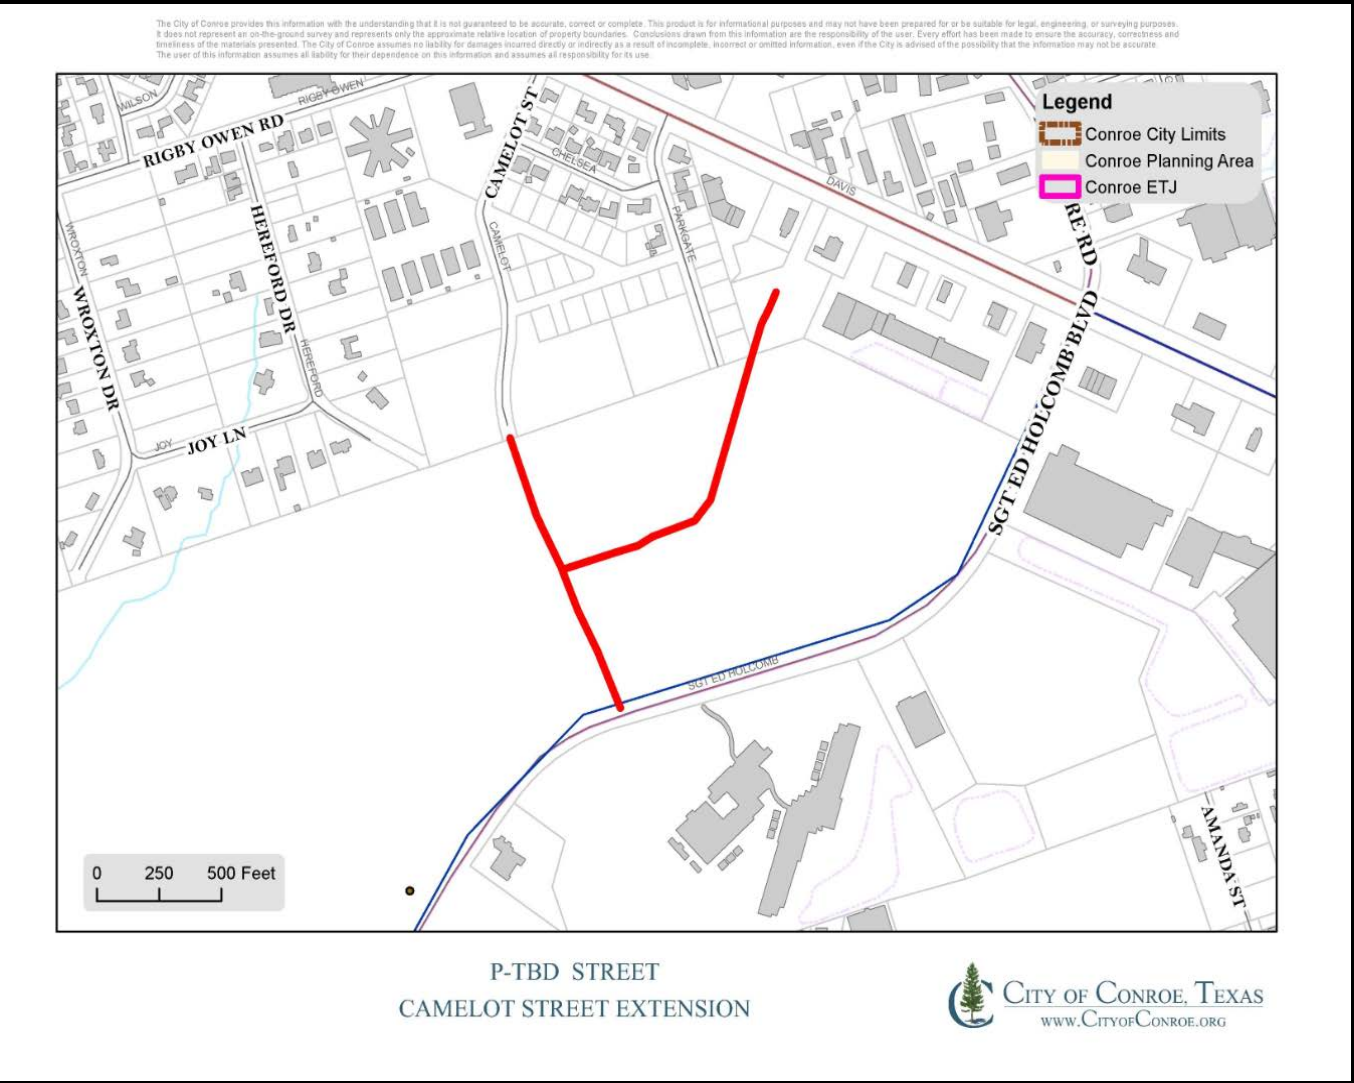 The City of Conroe provides this information with the understanding that it is not guaranteed to be accurate, correct or complete. This product is for informational purposes and may not have been prepared for or be suitable for legal, engineering, or surveying purposes.
It does not represent an on-the-ground survey and represents only the approximate relative location of property boundaries. Conclusions drawn from this information are the responsibility of the user. Every effort has been made to ensure the accuracy, correctness and
timeliness of the materials presented. The City of Conroe assumes no liability for damages incurred directly or indirectly as a result of incomplete, incorrect or omitted information, even if the City is advised of the possibility that the information may not be accurate.
The user of this information assumes all liability for their dependence on this information and assumes all responsibility for its use.
WILSON
RIGBY OWEN
RIGBY OWEN RD
CAMELOT ST
CHELSEA
DAVIS
Legend
Conroe City Limits
Conroe Planning Area
Conroe ETJ
RE RD
WROXTON
WROXTON DR
HEREFORD DR
HEREFORD
CAMELOT
PARKGATE
JOY
JOY LN
SGT ED HOLCOMB BLVD
SGT ED HOLCOMB
AMANDA ST
0 250 500 Feet
P-TBD STREET
CAMELOT STREET EXTENSION
CITY OF CONROE, TEXAS
WWW.CITYOFCONROE.ORG